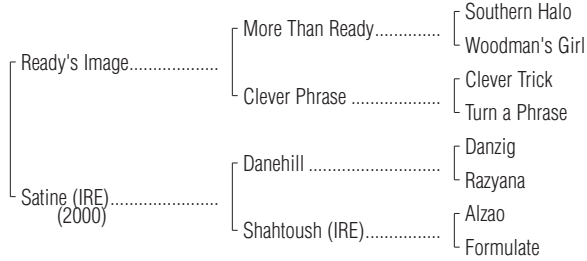 Southern Halo
More Than Ready...............
Woodman's Girl
Ready's Image....................
Clever Trick
Clever Phrase ....................
Turn a Phrase
Danzig
Danehill .............................
Razyana
Satine (IRE)........................
(2000)
Alzao
Shahtoush (IRE).................
Formulate